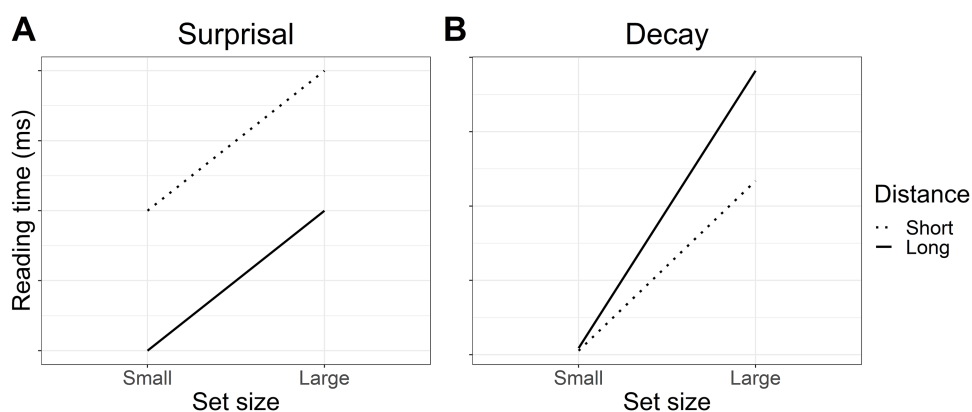 A
Surprisal
B
Decay
Reading time (ms)
Small
Large
Set size
Small
Large
Set size
Distance
Short
Long